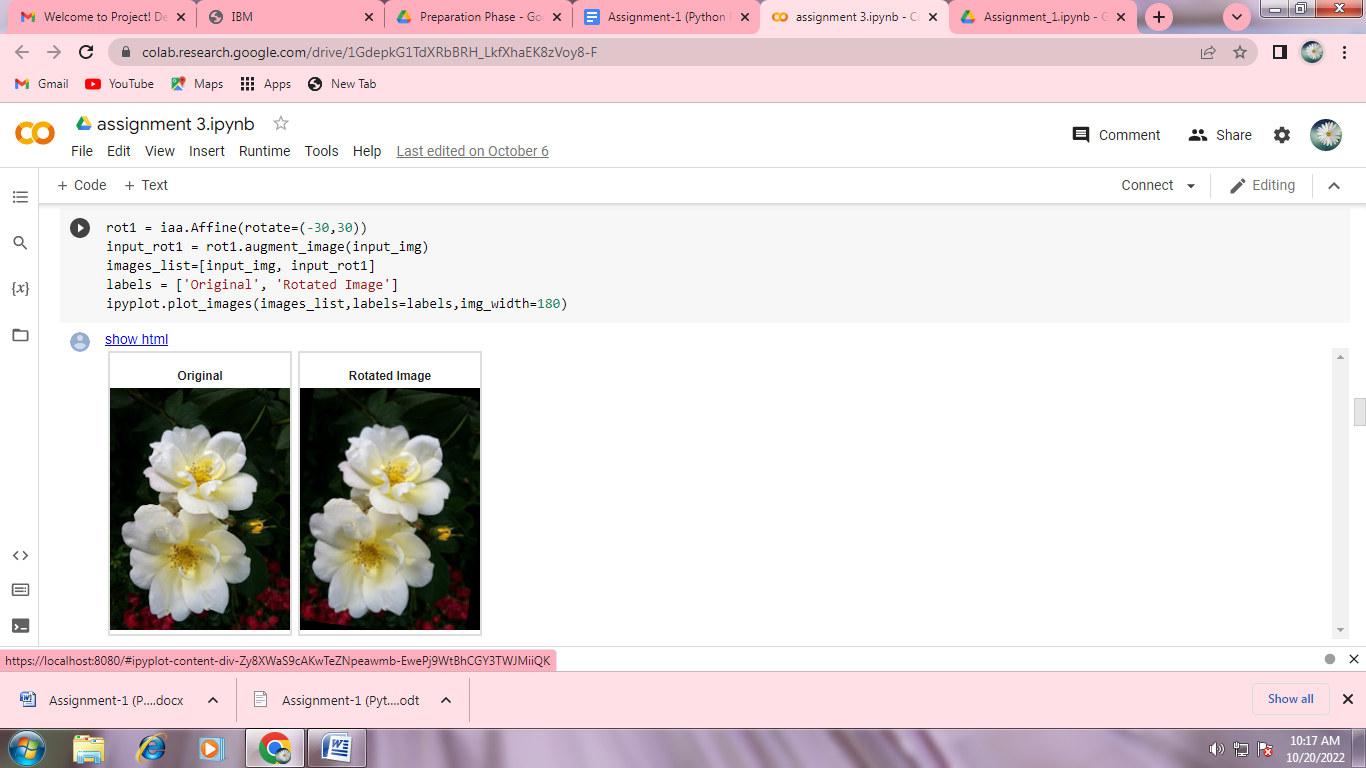 Welcome to Project! De
IBM
Preparation Phase - Go
Assignment-1 (Python
assignment 3.ipynb - C
Assignment_1.ipynb - G
colab.research.google.com/drive/1GdepkG1TdXRbBRH_LkfXhaEK8zVoy8-F
Gmail
YouTube
Maps
Apps
New Tab
assignment 3.ipynb
Comment
Share
File Edit View Insert Runtime Tools Help Last edited on October 6
+ Code + Text
Connect
Editing
rot1 = iaa.Affine(rotate=(-30,30))
input_rot1 = rot1.augment_image(input_img)
images_list=[input_img, input_rot1]
labels = ['Original', 'Rotated Image']
ipyplot.plot_images(images_list,labels=labels,img_width=180)
{x}
show html
Original
Rotated Image
https://localhost:8080/#ipyplot-content-div-Zy8XWaS9cAKwTeZNpeawmb-EwePj9WtBhCGY3TWJMiiQK
Assignment-1 (P....docx
Assignment-1 (Pyt....odt
Show all
10:17 AM
10/20/2022